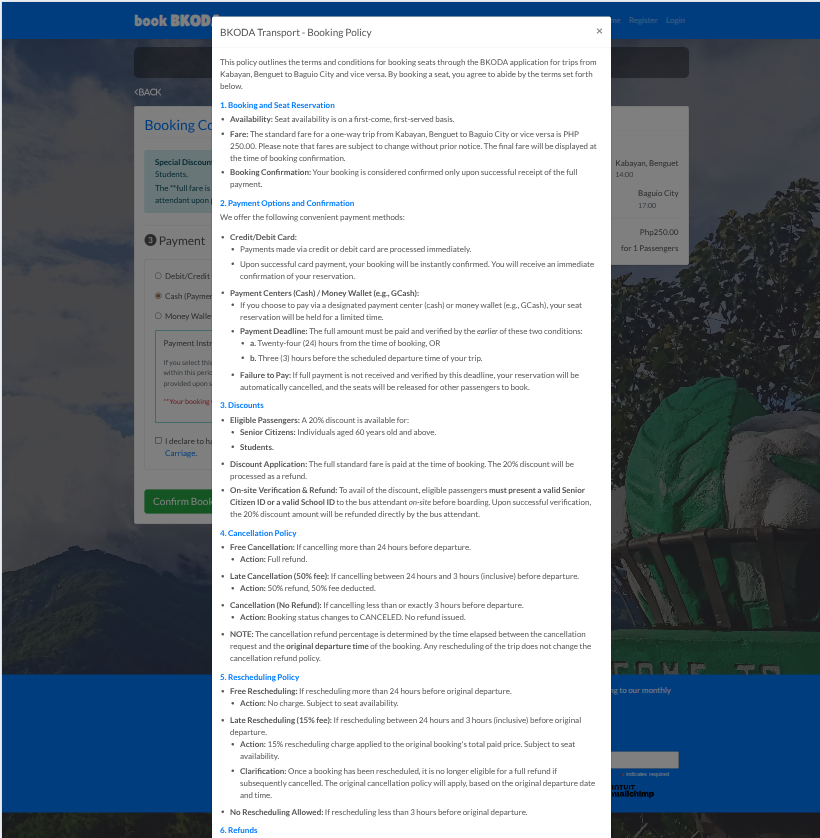 book BKODA
me Register Login
BKODA Transport - Booking Policy ×
This policy outlines the terms and conditions for booking seats through the BKODA application for trips from
Kabayan, Benguet to Baguio City and vice versa. By booking a seat, you agree to abide by the terms set forth
below.
1. Booking and Seat Reservation
• Availability: Seat availability is on a first-come, first-served basis.
• Fare: The standard fare for a one-way trip from Kabayan, Benguet to Baguio City or vice versa is PHP
250.00. Please note that fares are subject to change without prior notice. The final fare will be displayed at
the time of booking confirmation.
• Booking Confirmation: Your booking is considered confirmed only upon successful receipt of the full
payment.
2. Payment Options and Confirmation
We offer the following convenient payment methods:
• Credit/Debit Card:
• Payments made via credit or debit card are processed immediately.
• Upon successful card payment, your booking will be instantly confirmed. You will receive an immediate
confirmation of your reservation.
• Payment Centers (Cash) / Money Wallet (e.g., GCash):
• If you choose to pay via a designated payment center (cash) or money wallet (e.g., GCash), your seat
reservation will be held for a limited time.
• Payment Deadline: The full amount must be paid and verified by the earlier of these two conditions:
• a. Twenty-four (24) hours from the time of booking, OR
• b. Three (3) hours before the scheduled departure time of your trip.
• Failure to Pay: If full payment is not received and verified by this deadline, your reservation will be
automatically cancelled, and the seats will be released for other passengers to book.
3. Discounts
• Eligible Passengers: A 20% discount is available for:
• Senior Citizens: Individuals aged 60 years old and above.
• Students.
• Discount Application: The full standard fare is paid at the time of booking. The 20% discount will be
processed as a refund.
• On-site Verification & Refund: To avail of the discount, eligible passengers must present a valid Senior
Citizen ID or a valid School ID to the bus attendant on-site before boarding. Upon successful verification,
the 20% discount amount will be refunded directly by the bus attendant.
4. Cancellation Policy
• Free Cancellation: If cancelling more than 24 hours before departure.
• Action: Full refund.
• Late Cancellation (50% fee): If cancelling between 24 hours and 3 hours (inclusive) before departure.
• Action: 50% refund, 50% fee deducted.
• Cancellation (No Refund): If cancelling less than or exactly 3 hours before departure.
• Action: Booking status changes to CANCELED. No refund issued.
• NOTE: The cancellation refund percentage is determined by the time elapsed between the cancellation
request and the original departure time of the booking. Any rescheduling of the trip does not change the
cancellation refund policy.
5. Rescheduling Policy
• Free Rescheduling: If rescheduling more than 24 hours before original departure.
• Action: No charge. Subject to seat availability.
• Late Rescheduling (15% fee): If rescheduling between 24 hours and 3 hours (inclusive) before original
departure.
• Action: 15% rescheduling charge applied to the original booking's total paid price. Subject to seat
availability.
• Clarification: Once a booking has been rescheduled, it is no longer eligible for a full refund if
subsequently cancelled. The original cancellation policy will apply, based on the original departure date
and time.
• No Rescheduling Allowed: If rescheduling less than 3 hours before original departure.
6. Refunds
<BACK
Booking Co
Special Discoun
Students.
The **full fare is
attendant upon
3 Payment
Debit/Credit
Cash (Paymer
Money Walle
Payment Instr
If you select this
within this perio
provided upon s
**Your booking
I declare to ha
Carriage.
Confirm Book
Kabayan, Benguet
14:00
Baguio City
17:00
Php250.00
for 1 Passengers
COME TO
ng to our monthly
* indicates required
INTUIT
mailchimp